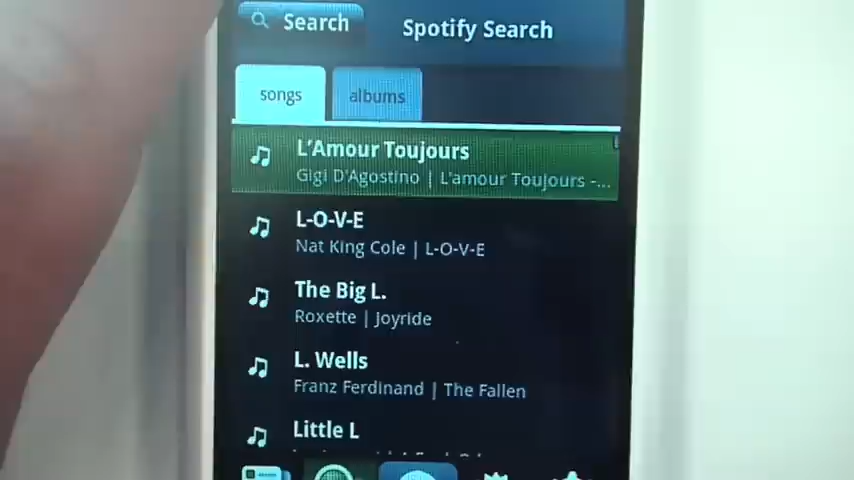 Search
Spotify Search
songs
albums
L'Amour Toujours
Gigi D'Agostino | L'amour Toujours -...
L-O-V-E
Nat King Cole | L-O-V-E
The Big L.
Roxette | Joyride
L. Wells
Franz Ferdinand | The Fallen
Little L